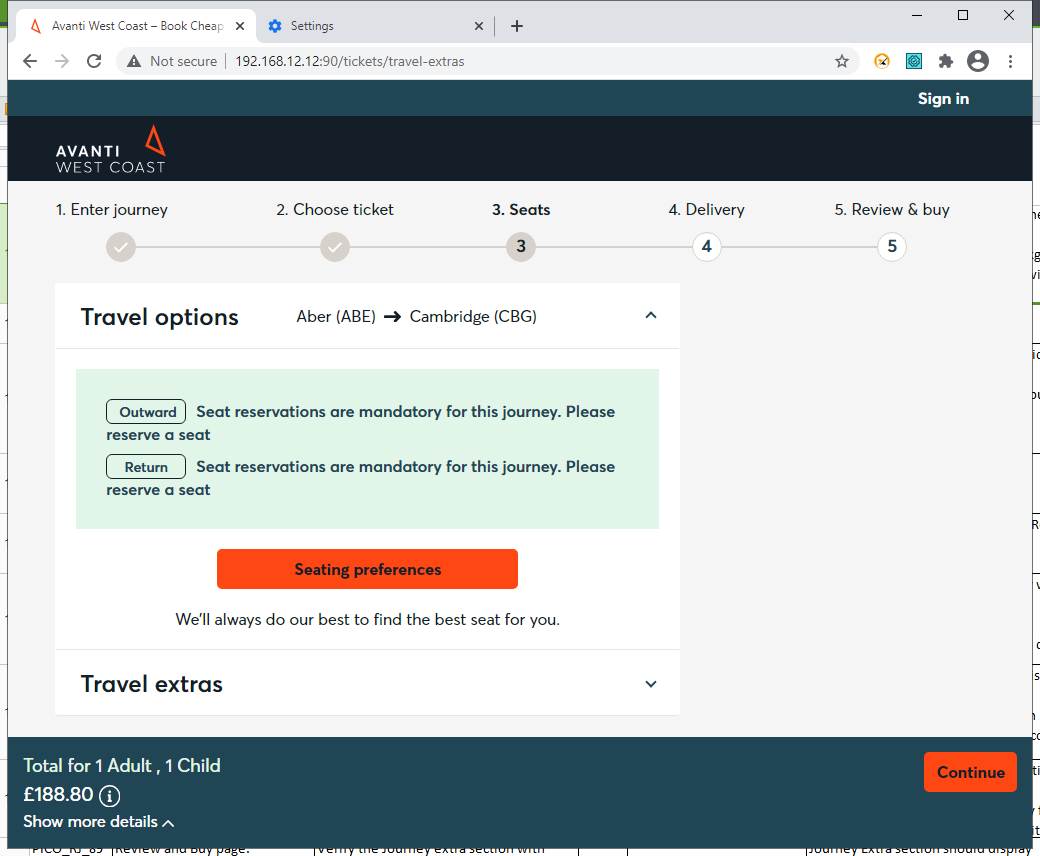 Avanti West Coast – Book Cheap
Settings
Not secure
192.168.12.12:90/tickets/travel-extras
Sign in
AVANTI
WEST COAST
1. Enter journey
2. Choose ticket
3. Seats
4. Delivery
5. Review & buy
3
4
5
Travel options
Aber (ABE) → Cambridge (CBG)
Outward Seat reservations are mandatory for this journey. Please
reserve a seat
Return Seat reservations are mandatory for this journey. Please
reserve a seat
Seating preferences
We'll always do our best to find the best seat for you.
Travel extras
Total for 1 Adult , 1 Child
£188.80
Show more details
Continue
Review and Buy page:
Verify the Journey extra section with
Journey Extra section should display